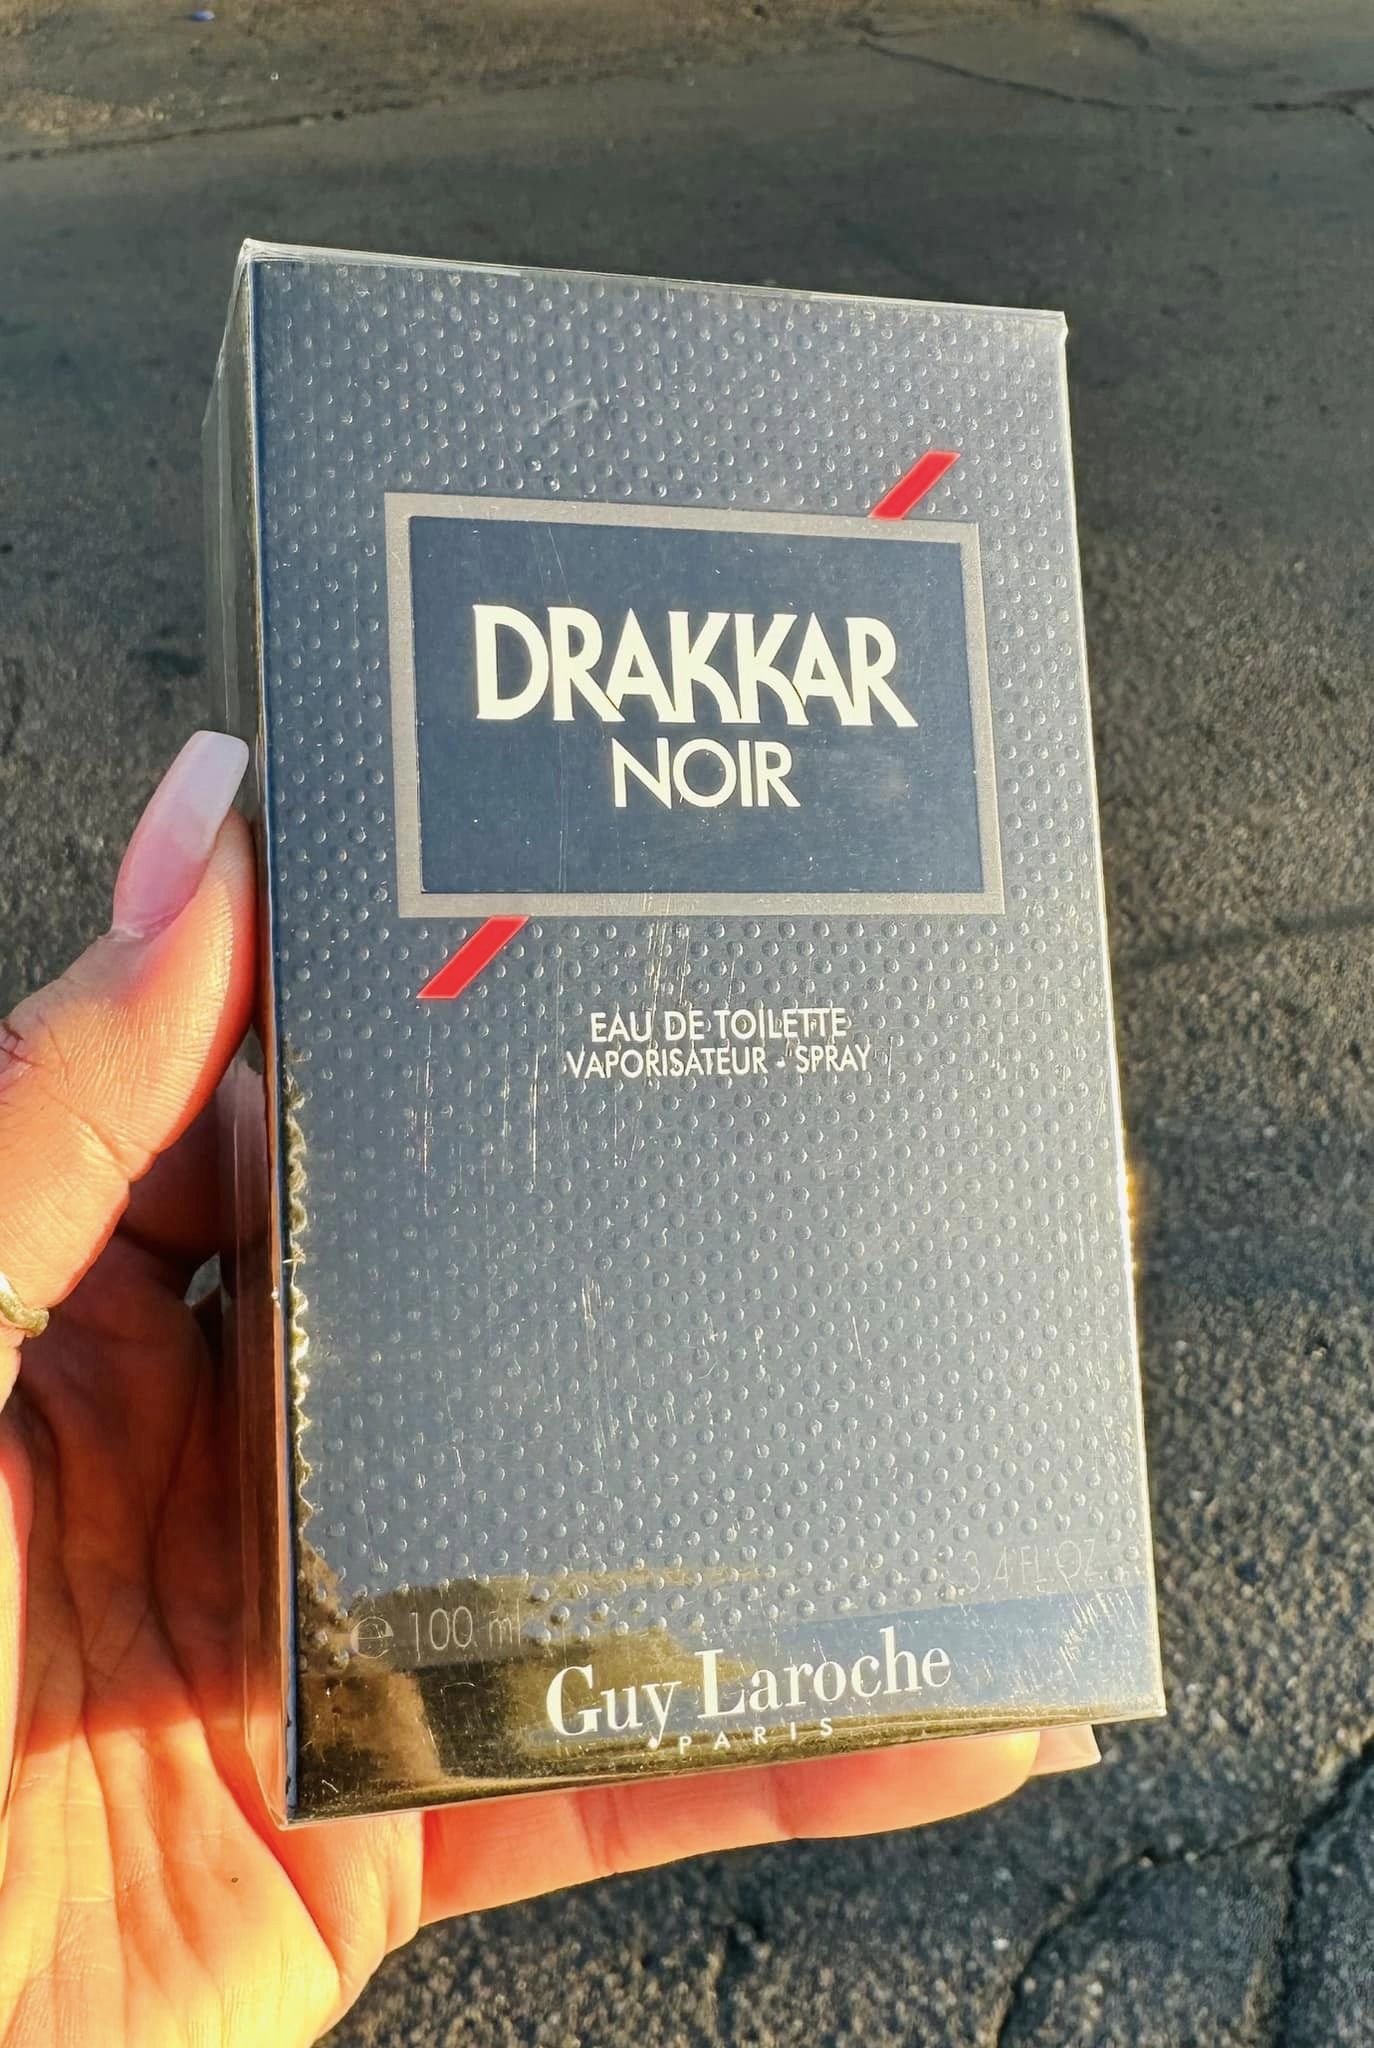 DRAKKAR
NOIR
EAU DE TOILETTE
VAPORISATEUR - SPRAY
3.4 FL. OZ.
℮ 100 ml
Guy Laroche
PARIS